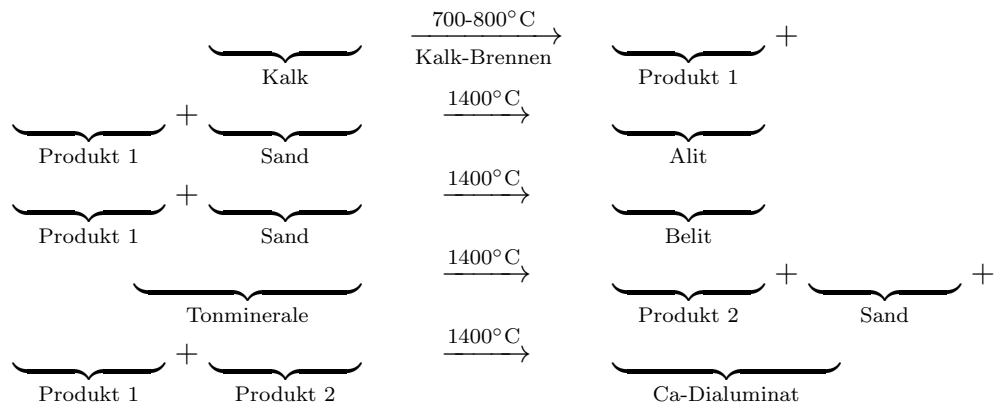 700-800°C
+
Kalk Kalk-Brennen Produkt 1
+ 1400°C
Produkt 1 Sand Alit
+ 1400°C
Produkt 1 Sand Belit
1400°C + +
Tonminerale Produkt 2 Sand
+ 1400°C
Produkt 1 Produkt 2 Ca-Dialuminat